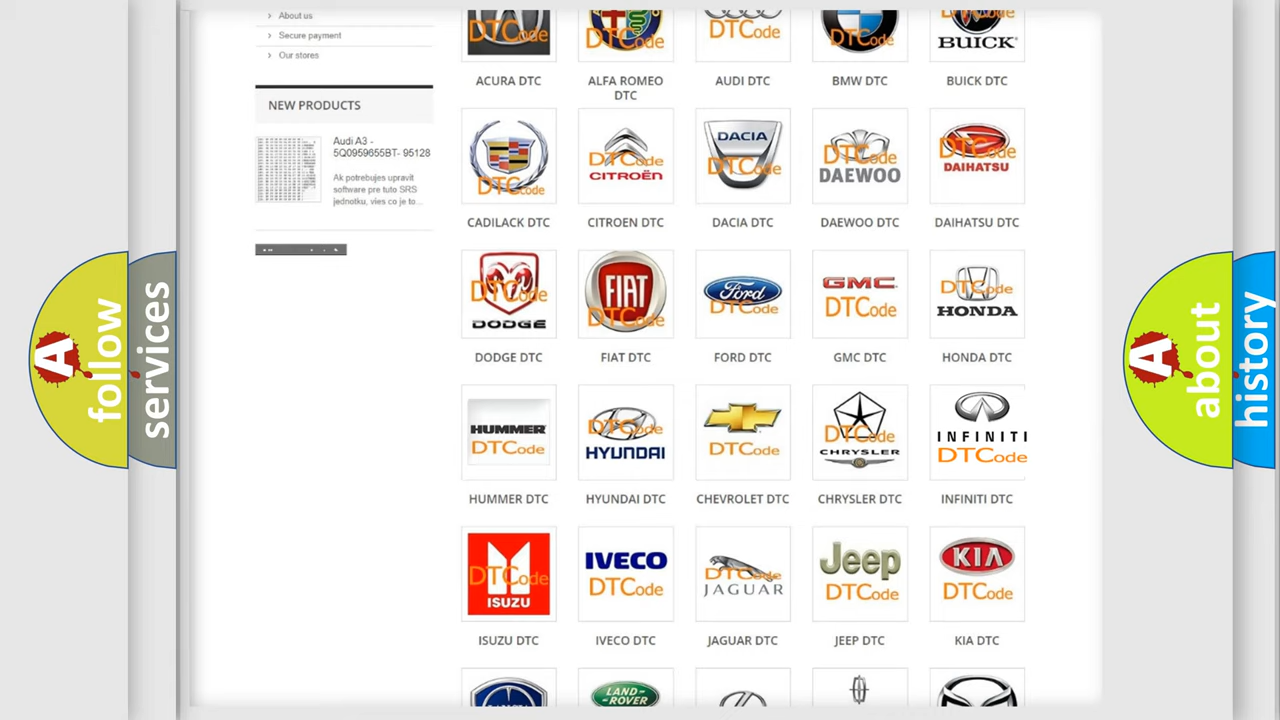 About us
Secure payment
Our stores
NEW PRODUCTS
Audi A3 -
5Q0959655BT- 95128
Ak potrebujes upravit
software pre tuto SRS
jednotku, vies co je to...
DTCode
DTCode
DTCode
DTCode
BUICK
ACURA DTC
ALFA ROMEO
DTC
AUDI DTC
BMW DTC
BUICK DTC
DTCode
DTCode
CITROËN
DACIA
DTCode
DTCode
DAEWOO
DTCode
DAIHATSU
CADILACK DTC
CITROEN DTC
DACIA DTC
DAEWOO DTC
DAIHATSU DTC
DTCode
DODGE
FIAT
DTCode
Ford
DTCode
GMC
DTCode
DTCode
HONDA
DODGE DTC
FIAT DTC
FORD DTC
GMC DTC
HONDA DTC
HUMMER
DTCode
DTCode
HYUNDAI
DTCode
DTCode
CHRYSLER
INFINITI
DTCode
HUMMER DTC
HYUNDAI DTC
CHEVROLET DTC
CHRYSLER DTC
INFINITI DTC
DTCode
ISUZU
IVECO
DTCode
DTCode
JAGUAR
Jeep
DTCode
KIA
DTCode
ISUZU DTC
IVECO DTC
JAGUAR DTC
JEEP DTC
KIA DTC
LAND-
ROVER
A follow
services
A about
history